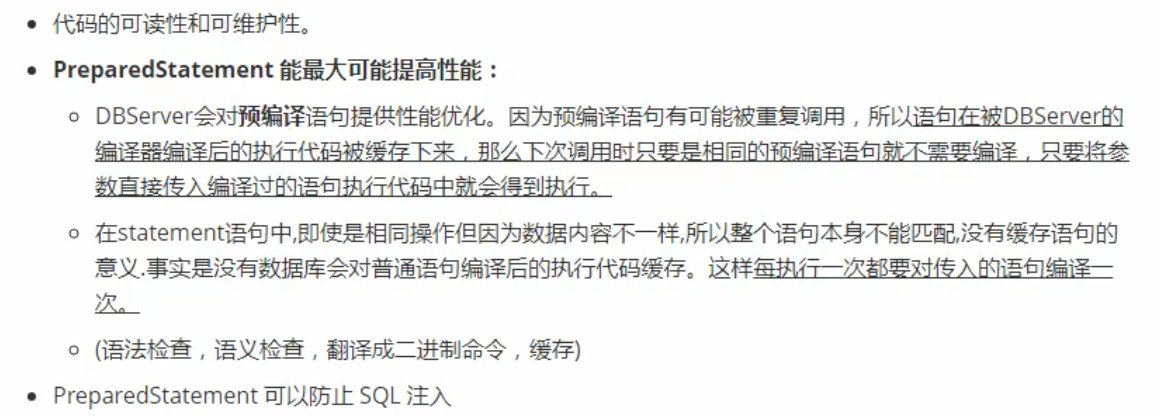 代码的可读性和可维护性。
PreparedStatement 能最大可能提高性能：
DBServer会对预编译语句提供性能优化。因为预编译语句有可能被重复调用，所以语句在被DBServer的
编译器编译后的执行代码被缓存下来，那么下次调用时只要是相同的预编译语句就不需要编译，只要将参
数直接传入编译过的语句执行代码中就会得到执行。
在statement语句中,即使是相同操作但因为数据内容不一样,所以整个语句本身不能匹配,没有缓存语句的
意义.事实是没有数据库会对普通语句编译后的执行代码缓存。这样每执行一次都要对传入的语句编译一
次。
(语法检查，语义检查，翻译成二进制命令，缓存)
PreparedStatement 可以防止 SQL 注入